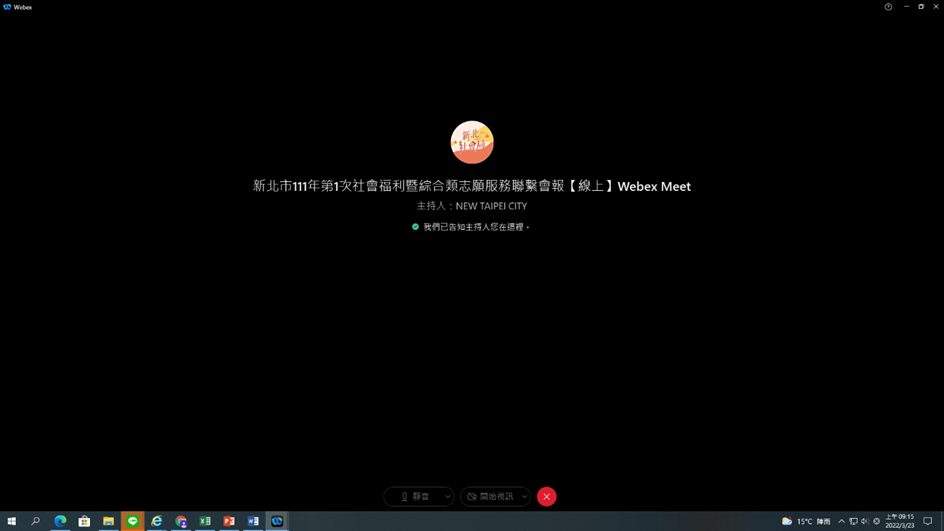 Webex
新北
社會局
新北市111年第1次社會福利暨綜合類志願服務聯繫會報【線上】Webex Meet
主持人：NEW TAIPEI CITY
我們已告知主持人您在這裡。
靜音
開始視訊
15°C 陣雨
上午 09:15
2022/3/23